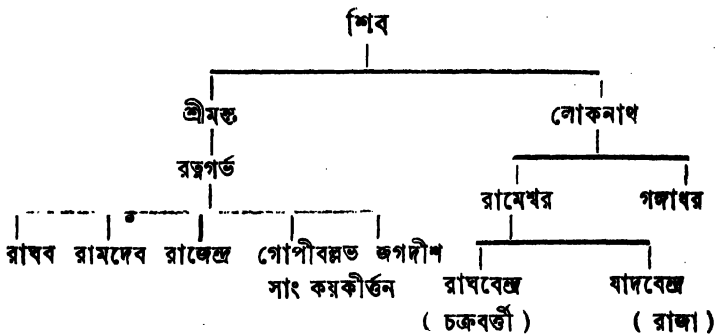 শিব
শ্রীমন্ত লোকনাথ
রত্নগর্ভ
রামেশ্বর গঙ্গাধর
রাঘব রামদেব রাজেন্দ্র গোপীবল্লভ জগদীশ
সাং কয়কীর্ত্তন
রাঘবেন্দ্র যাদবেন্দ্র
( চক্রবর্ত্তী ) ( রাজা )